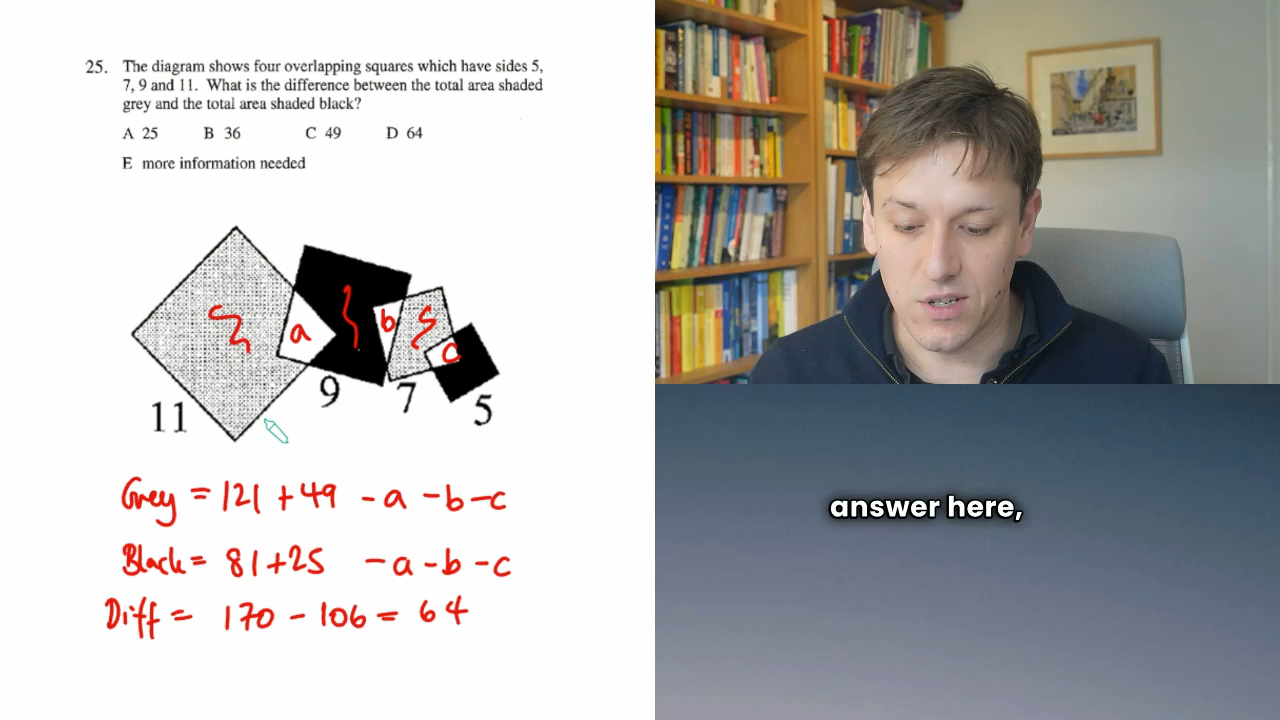 25. The diagram shows four overlapping squares which have sides 5,
7, 9 and 11. What is the difference between the total area shaded
grey and the total area shaded black?
A 25 B 36 C 49 D 64
E more information needed
a
b
c
11
9
7
5
Grey = 121 + 49 - a - b - c
Black = 81 + 25 - a - b - c
Diff = 170 - 106 = 64
answer here,